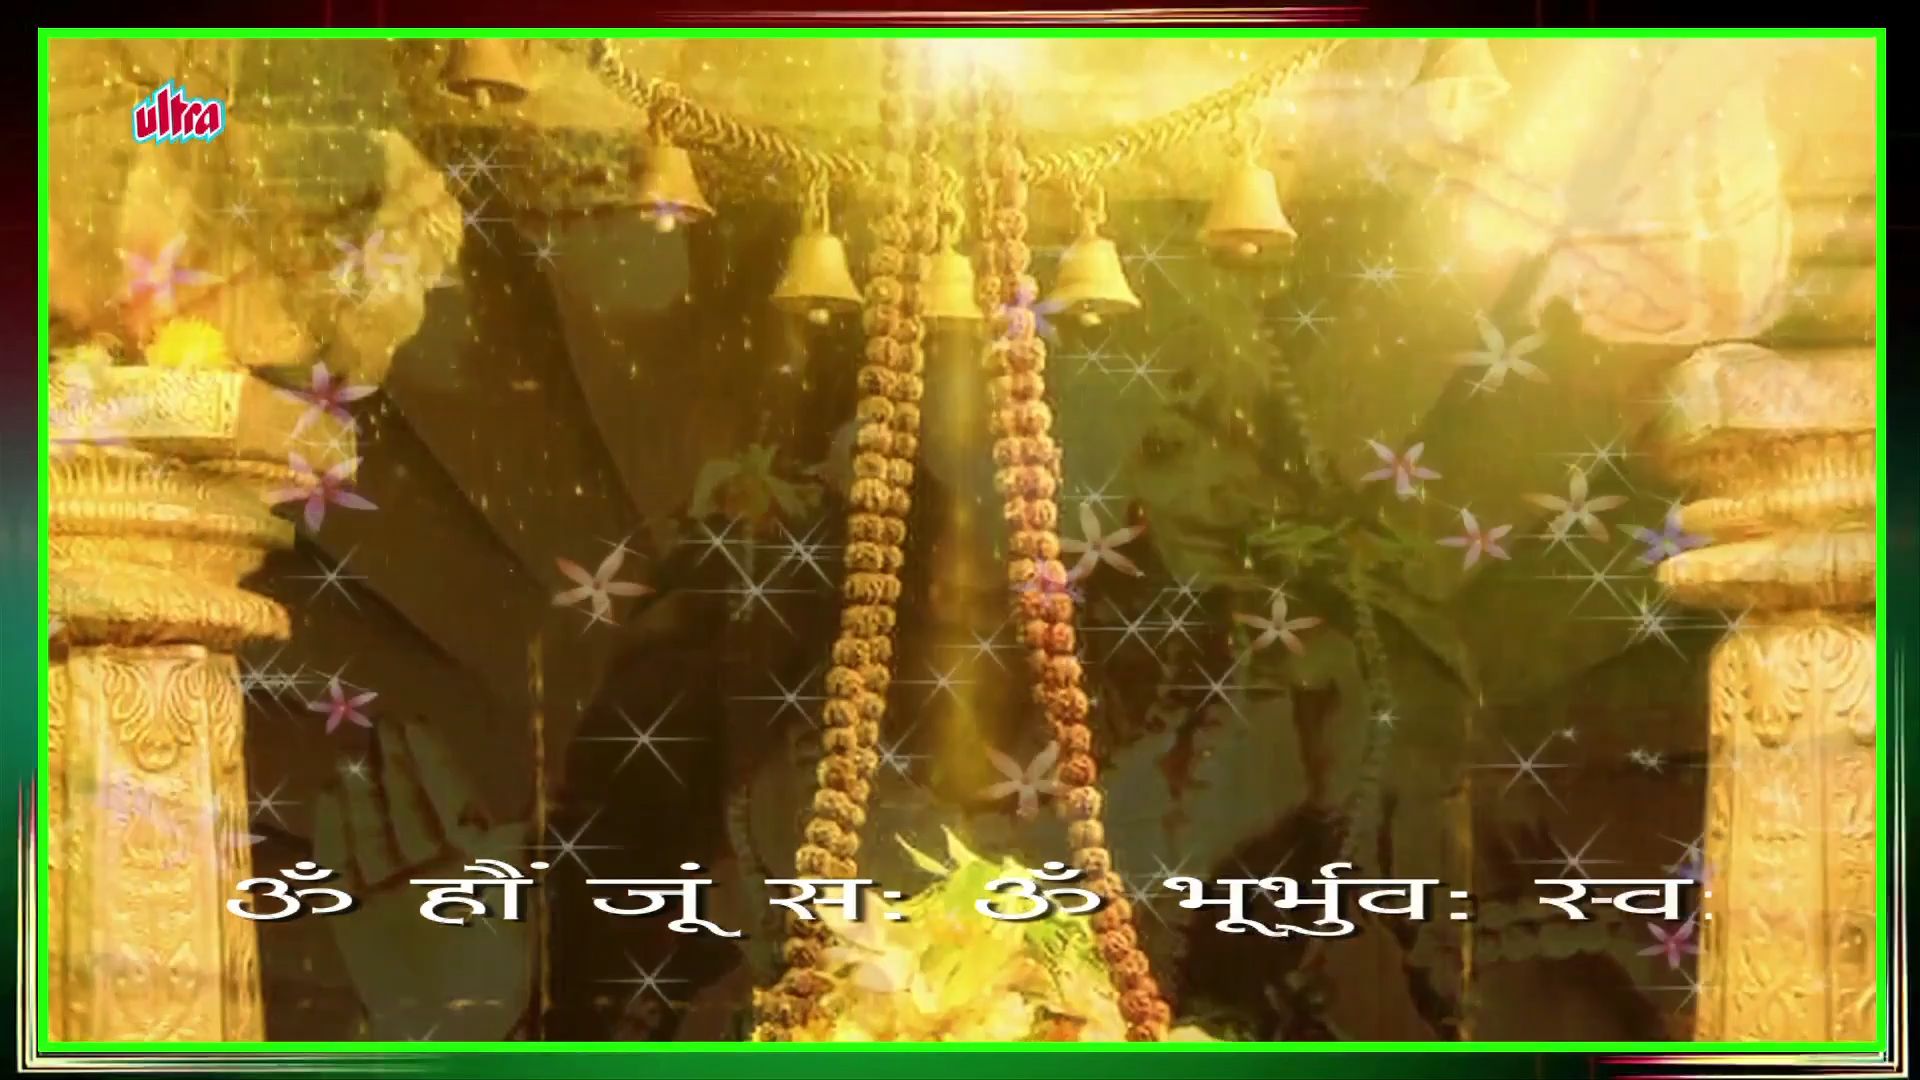 ultra
ॐ हौं जूं सः ॐ भूर्भुवः स्वः